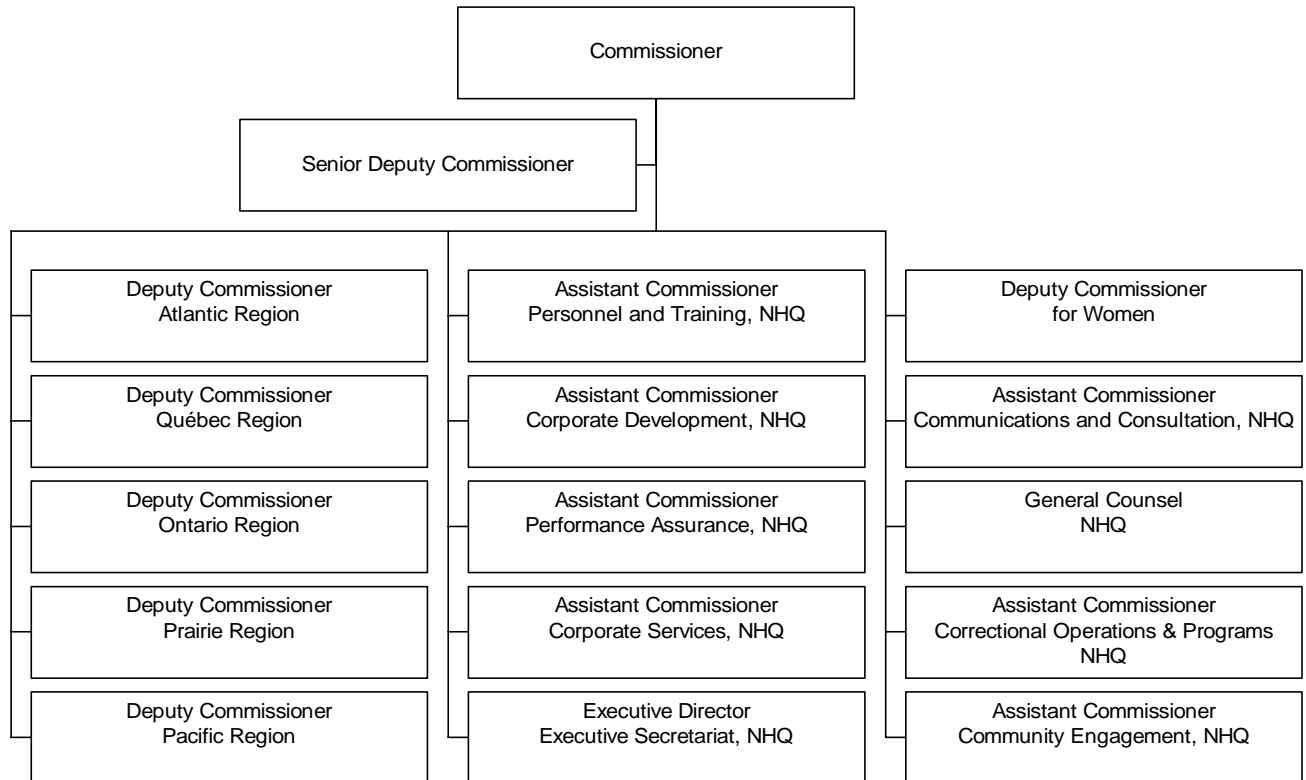 Commissioner
Senior Deputy Commissioner
Deputy Commissioner
Atlantic Region
Deputy Commissioner
Québec Region
Deputy Commissioner
Ontario Region
Deputy Commissioner
Prairie Region
Deputy Commissioner
Pacific Region
Assistant Commissioner
Personnel and Training, NHQ
Assistant Commissioner
Corporate Development, NHQ
Assistant Commissioner
Performance Assurance, NHQ
Assistant Commissioner
Corporate Services, NHQ
Executive Director
Executive Secretariat, NHQ
Deputy Commissioner
for Women
Assistant Commissioner
Communications and Consultation, NHQ
General Counsel
NHQ
Assistant Commissioner
Correctional Operations & Programs
NHQ
Assistant Commissioner
Community Engagement, NHQ